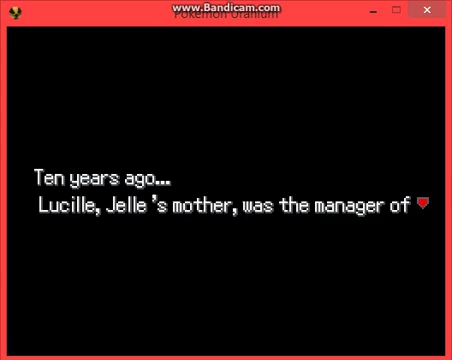 www.Bandicam.com
Pokemon Uranium
Ten years ago...
Lucille, Jelle 's mother, was the manager of